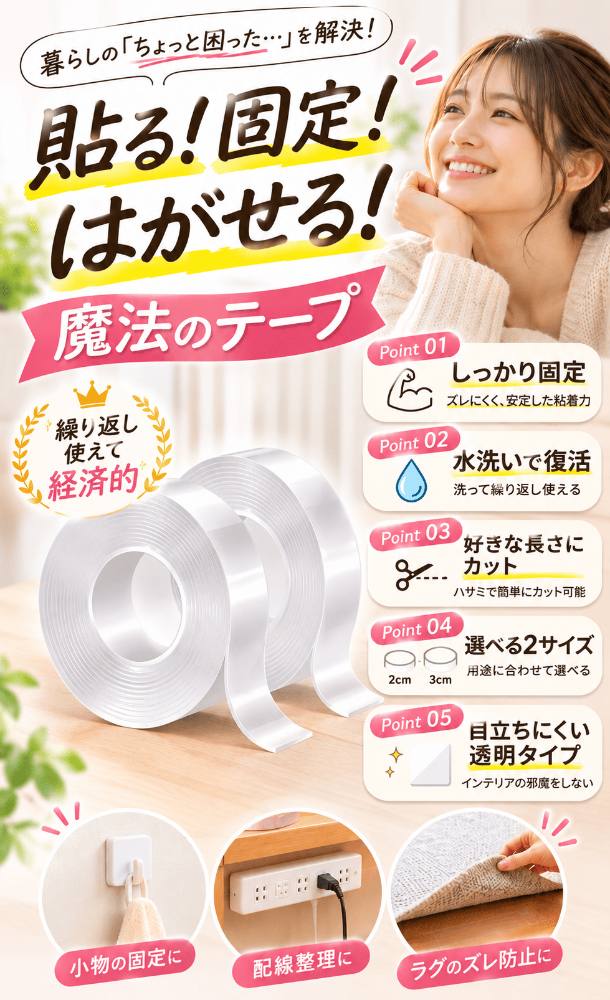 暮らしの「ちょっと困った…」を解決！
貼る！固定！
はがせる！
魔法のテープ
繰り返し
使えて
経済的
Point 01
しっかり固定
ズレにくく、安定した粘着力
Point 02
水洗いで復活
洗って繰り返し使える
Point 03
好きな長さに
カット
ハサミで簡単にカット可能
Point 04
選べる2サイズ
2cm 3cm
用途に合わせて選べる
Point 05
目立ちにくい
透明タイプ
インテリアの邪魔をしない
小物の固定に
配線整理に
ラグのズレ防止に